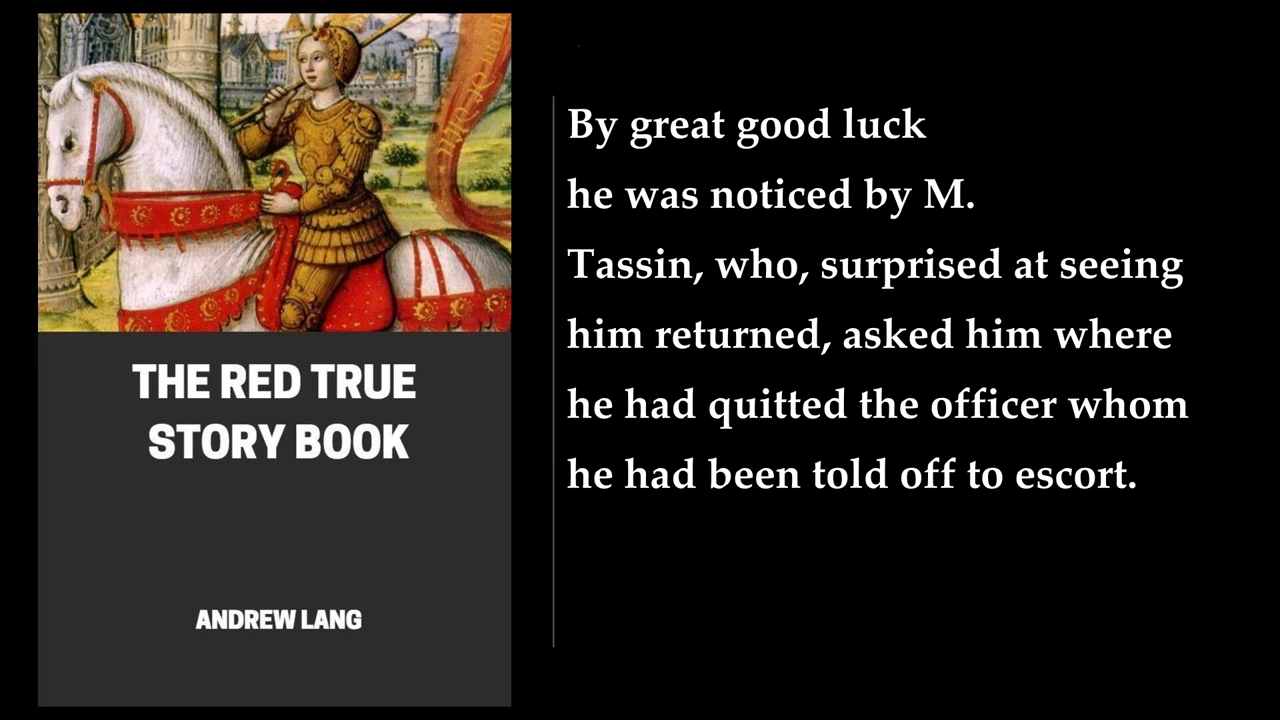 THE RED TRUE
STORY BOOK
ANDREW LANG
By great good luck
he was noticed by M.
Tassin, who, surprised at seeing
him returned, asked him where
he had quitted the officer whom
he had been told off to escort.